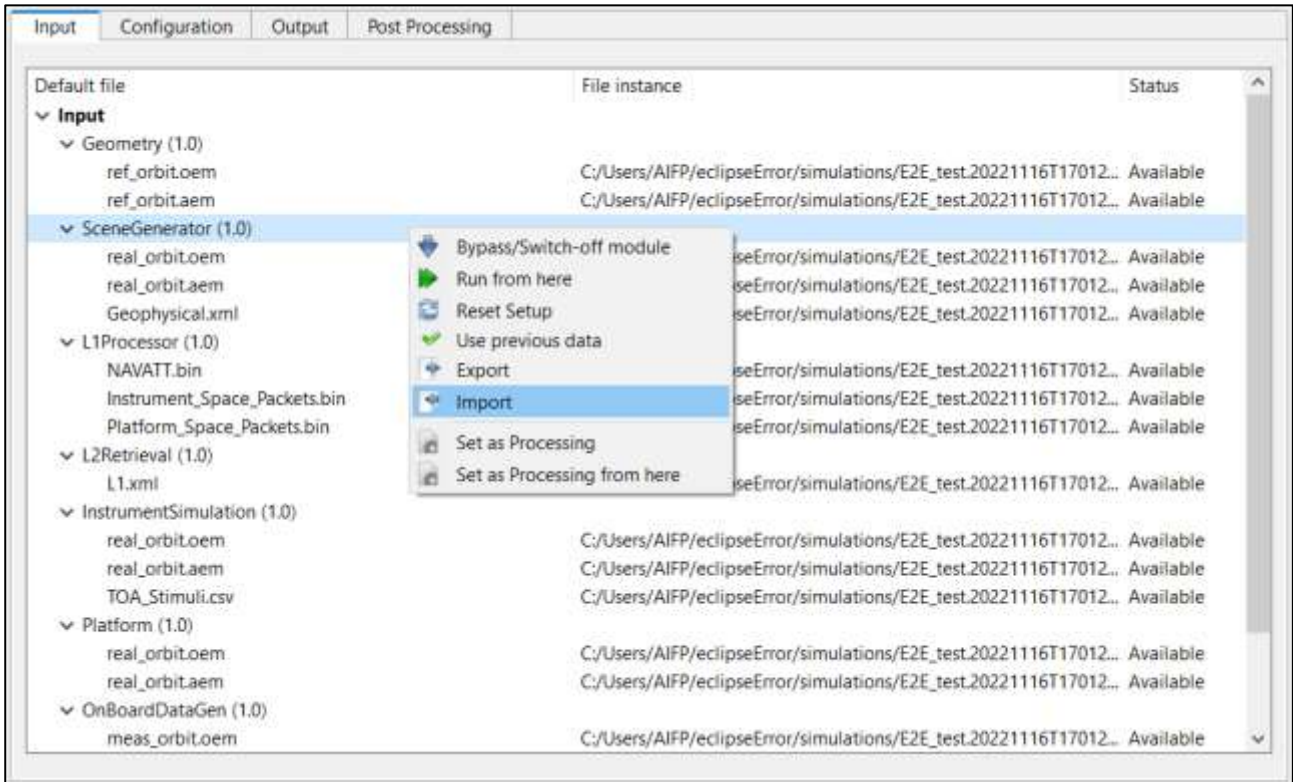 Input Configuration Output Post Processing
Default file File instance Status
Input
Geometry (1.0)
ref_orbit.oem C:/Users/AIFP/eclipseError/simulations/E2E_test.20221116T17012... Available
ref_orbit.aem C:/Users/AIFP/eclipseError/simulations/E2E_test.20221116T17012... Available
SceneGenerator (1.0)
real_orbit.oem seError/simulations/E2E_test.20221116T17012... Available
real_orbit.aem seError/simulations/E2E_test.20221116T17012... Available
Geophysical.xml seError/simulations/E2E_test.20221116T17012... Available
L1Processor (1.0)
NAVATT.bin seError/simulations/E2E_test.20221116T17012... Available
Instrument_Space_Packets.bin seError/simulations/E2E_test.20221116T17012... Available
Platform_Space_Packets.bin seError/simulations/E2E_test.20221116T17012... Available
L2Retrieval (1.0)
L1.xml seError/simulations/E2E_test.20221116T17012... Available
InstrumentSimulation (1.0)
real_orbit.oem C:/Users/AIFP/eclipseError/simulations/E2E_test.20221116T17012... Available
real_orbit.aem C:/Users/AIFP/eclipseError/simulations/E2E_test.20221116T17012... Available
TOA_Stimuli.csv C:/Users/AIFP/eclipseError/simulations/E2E_test.20221116T17012... Available
Platform (1.0)
real_orbit.oem C:/Users/AIFP/eclipseError/simulations/E2E_test.20221116T17012... Available
real_orbit.aem C:/Users/AIFP/eclipseError/simulations/E2E_test.20221116T17012... Available
OnBoardDataGen (1.0)
meas_orbit.oem C:/Users/AIFP/eclipseError/simulations/E2E_test.20221116T17012... Available
Bypass/Switch-off module
Run from here
Reset Setup
Use previous data
Export
Import
Set as Processing
Set as Processing from here